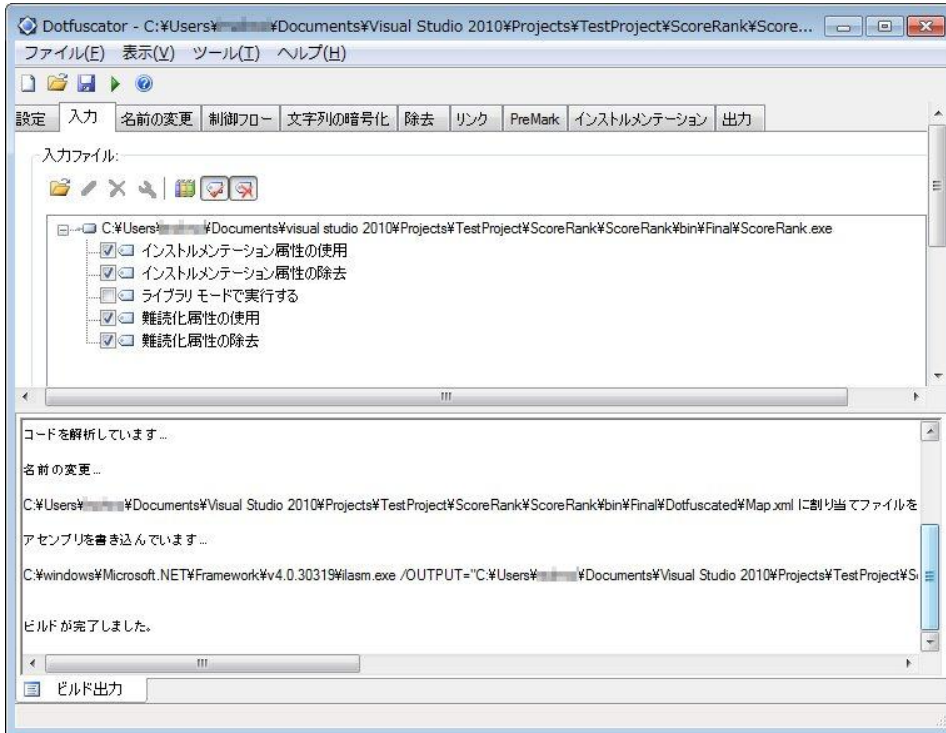 Dotfuscator - C:¥Users¥ ¥Documents¥Visual Studio 2010¥Projects¥TestProject¥ScoreRank¥Score...
ファイル(F) 表示(V) ツール(T) ヘルプ(H)
設定 入力 名前の変更 制御フロー 文字列の暗号化 除去 リンク PreMark インストルメンテーション 出力
入力ファイル:
C:¥Users¥ ¥Documents¥visual studio 2010¥Projects¥TestProject¥ScoreRank¥ScoreRank¥bin¥Final¥ScoreRank.exe
インストルメンテーション属性の使用
インストルメンテーション属性の除去
ライブラリ モードで実行する
難読化属性の使用
難読化属性の除去
コードを解析しています...
名前の変更...
C:¥Users¥ ¥Documents¥Visual Studio 2010¥Projects¥TestProject¥ScoreRank¥ScoreRank¥bin¥Final¥Dotfuscated¥Map.xml に割り当てファイルを
アセンブリを書き込んでいます...
C:¥windows¥Microsoft.NET¥Framework¥v4.0.30319¥ilasm.exe /OUTPUT="C:¥Users¥ ¥Documents¥Visual Studio 2010¥Projects¥TestProject¥S
ビルドが完了しました。
ビルド出力